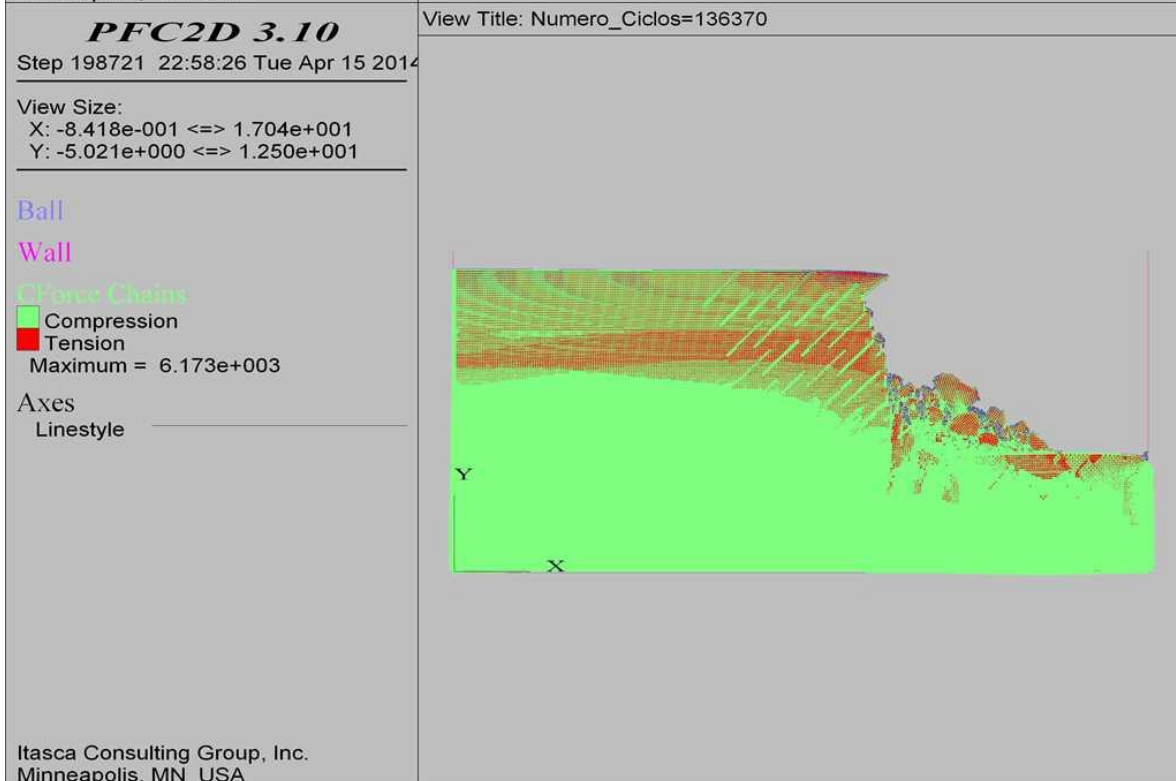 PFC2D 3.10
Step 198721 22:58:26 Tue Apr 15 2014
View Size:
X: -8.418e-001 <=> 1.704e+001
Y: -5.021e+000 <=> 1.250e+001
Ball
Wall
CForce Chains
Compression
Tension
Maximum = 6.173e+003
Axes
Linestyle
Itasca Consulting Group, Inc.
Minneapolis, MN USA
View Title: Numero_Ciclos=136370
Y
X